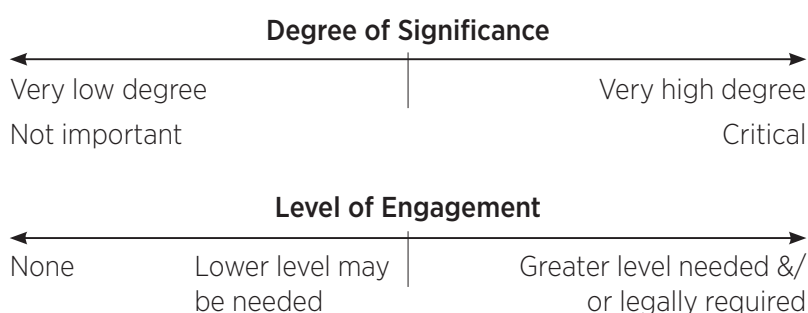 Degree of Significance
Very low degree Very high degree
Not important Critical
Level of Engagement
None Lower level may Greater level needed &/
be needed or legally required